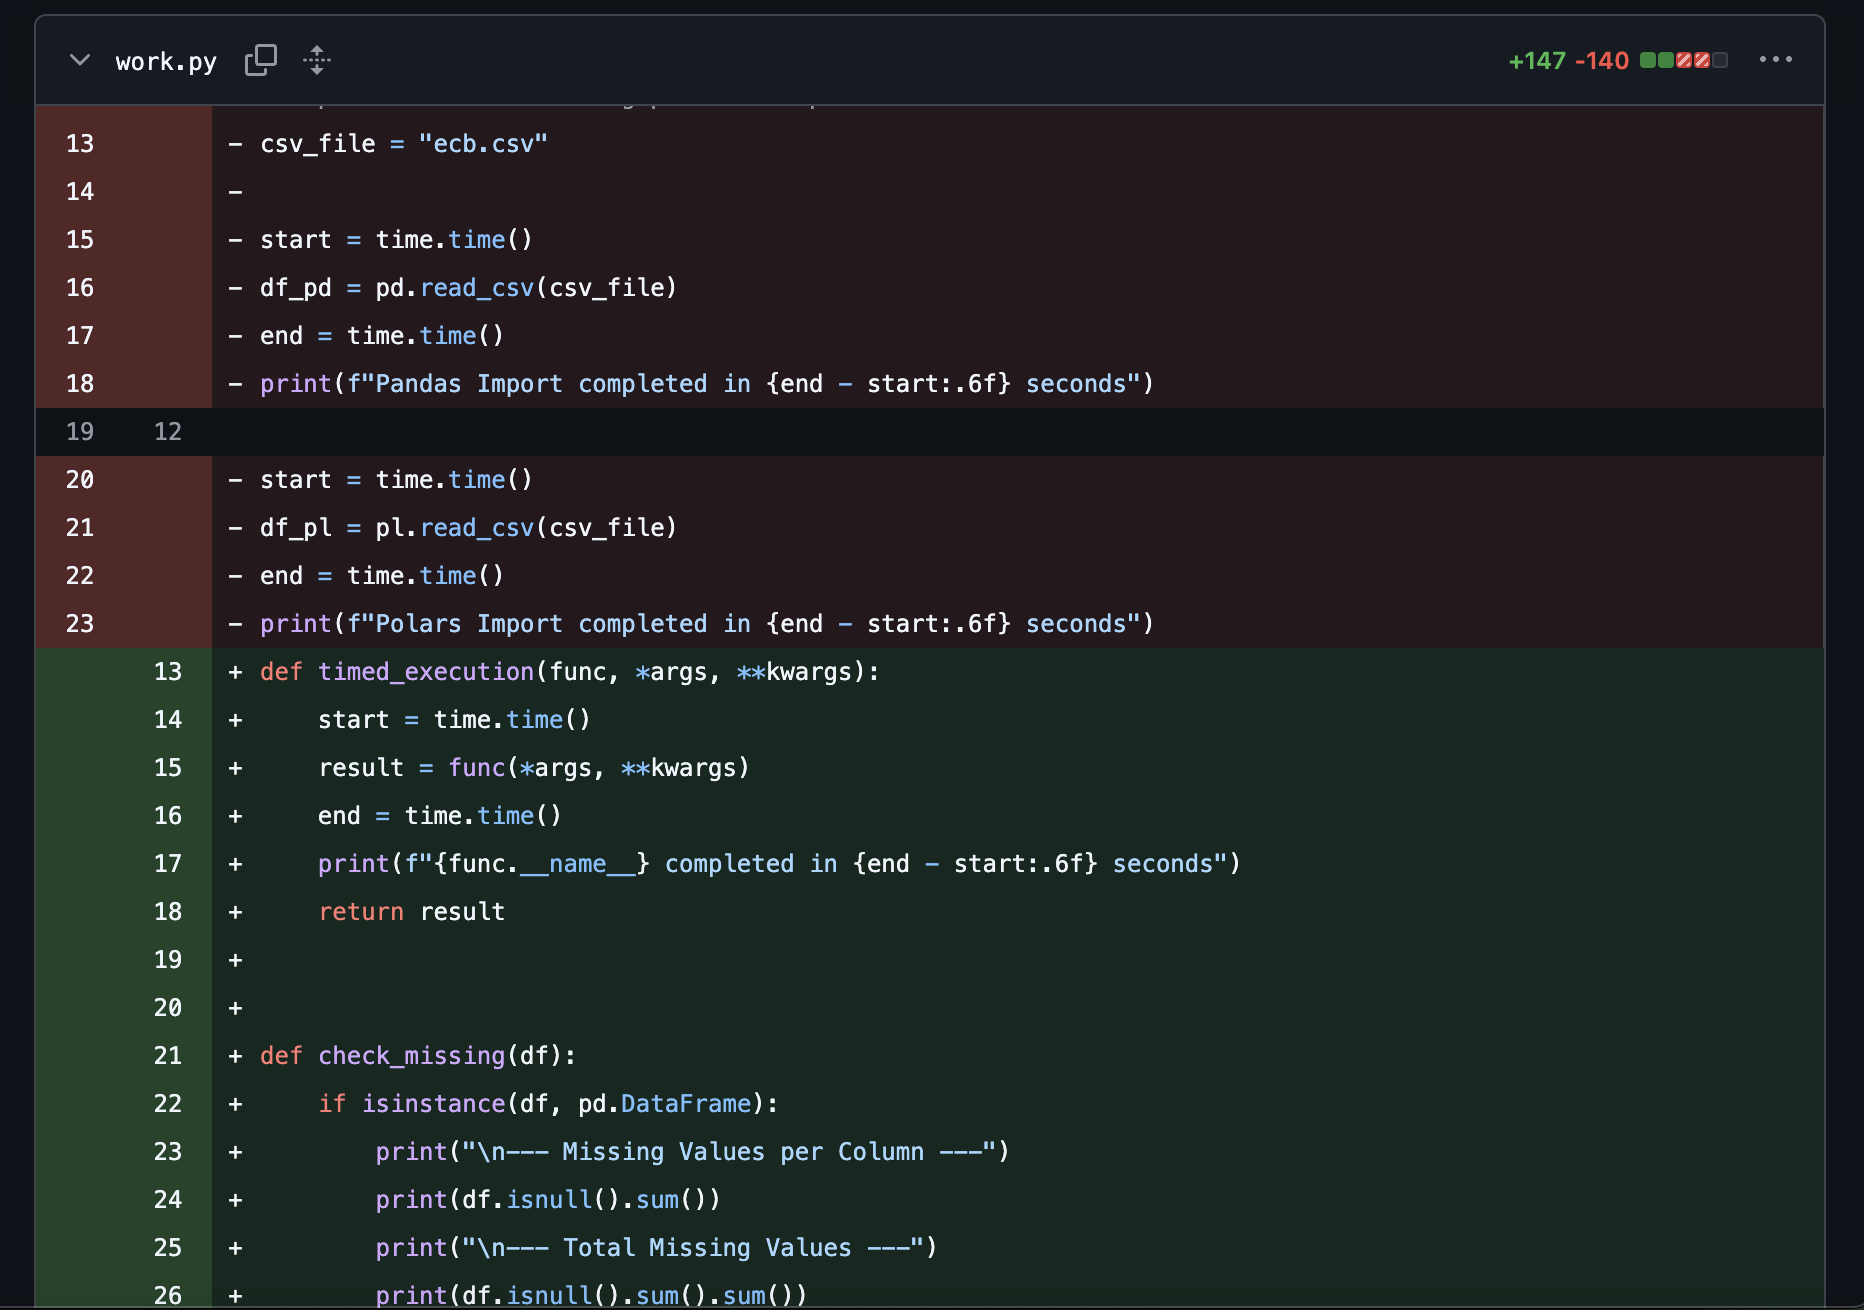 work.py +147 -140
13 - csv_file = "ecb.csv"
14 -
15 - start = time.time()
16 - df_pd = pd.read_csv(csv_file)
17 - end = time.time()
18 - print(f"Pandas Import completed in {end - start:.6f} seconds")
19 12
20 - start = time.time()
21 - df_pl = pl.read_csv(csv_file)
22 - end = time.time()
23 - print(f"Polars Import completed in {end - start:.6f} seconds")
13 + def timed_execution(func, *args, **kwargs):
14 +     start = time.time()
15 +     result = func(*args, **kwargs)
16 +     end = time.time()
17 +     print(f"{func.__name__} completed in {end - start:.6f} seconds")
18 +     return result
19 +
20 +
21 + def check_missing(df):
22 +     if isinstance(df, pd.DataFrame):
23 +         print("\n--- Missing Values per Column ---")
24 +         print(df.isnull().sum())
25 +         print("\n--- Total Missing Values ---")
26 +         print(df.isnull().sum().sum())